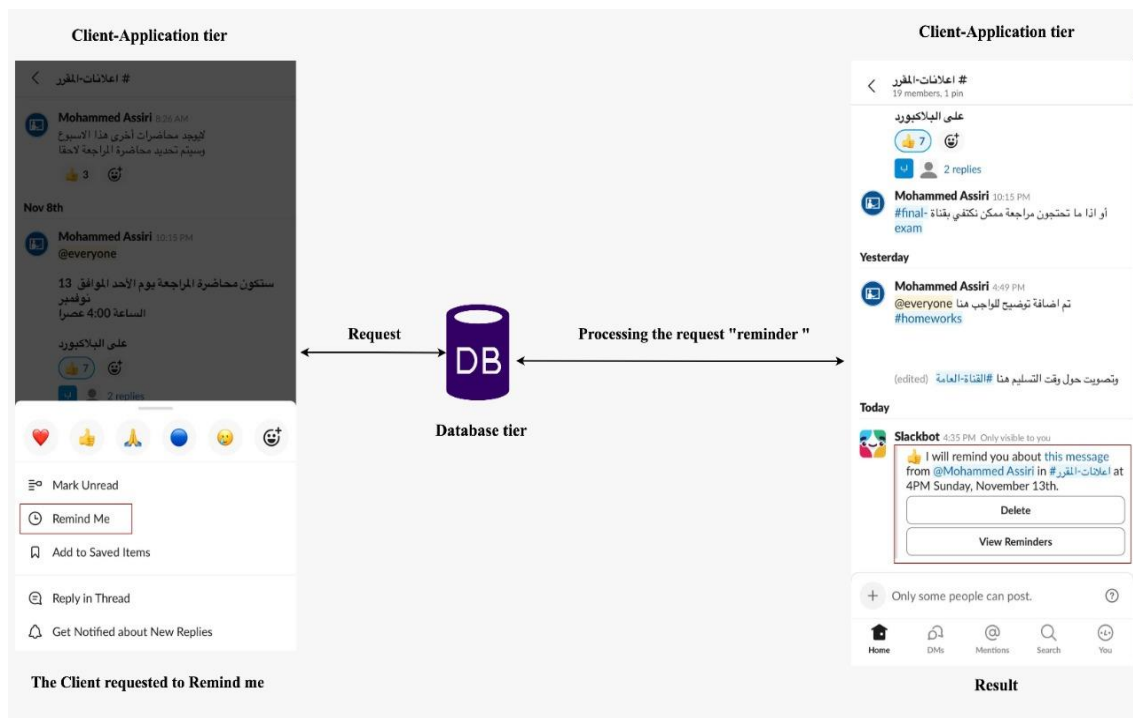 Client-Application tier
# اعلانات-المقرر
Mohammed Assiri 8:26 AM
لايوجد محاضرات أخرى هذا الاسبوع
وسيتم تحديد محاضرة المراجعة لاحقا
3
Nov 8th
Mohammed Assiri 10:15 PM
@everyone
ستكون محاضرة المراجعة يوم الأحد الموافق 13
نوفمبر
الساعة 4:00 عصرا
على البلاكبورد
7
2 replies
Mark Unread
Remind Me
Add to Saved Items
Reply in Thread
Get Notified about New Replies
The Client requested to Remind me
Request
DB
Database tier
Processing the request "reminder "
Client-Application tier
# اعلانات-المقرر
19 members, 1 pin
على البلاكبورد
7
ب
2 replies
Mohammed Assiri 10:15 PM
أو اذا ما تحتجون مراجعة ممكن نكتفي بقناة #final-
exam
Yesterday
Mohammed Assiri 4:49 PM
@everyone تم اضافة توضيح للواجب هنا
#homeworks
وتصويت حول وقت التسليم هنا #القناة-العامة (edited)
Today
Slackbot 4:35 PM Only visible to you
I will remind you about this message
from @Mohammed Assiri in #اعلانات-المقرر at
4PM Sunday, November 13th.
Delete
View Reminders
Only some people can post.
Home DMs Mentions Search You
Result